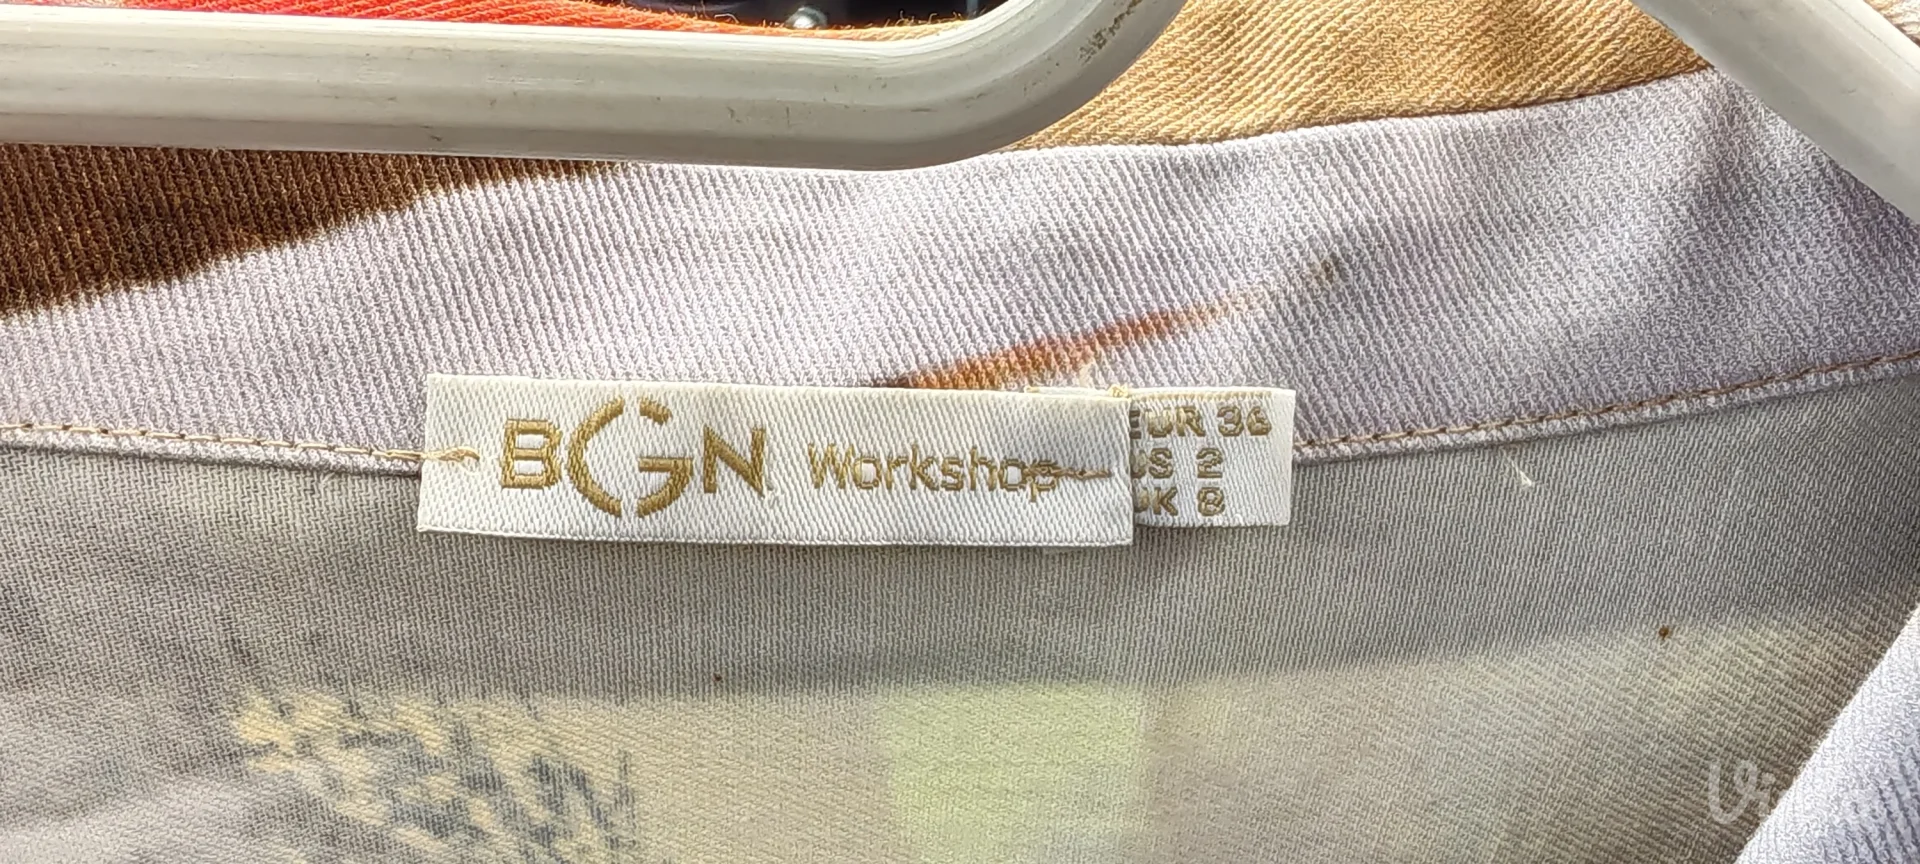 BGN Workshop
EUR 36
US 2
UK 8